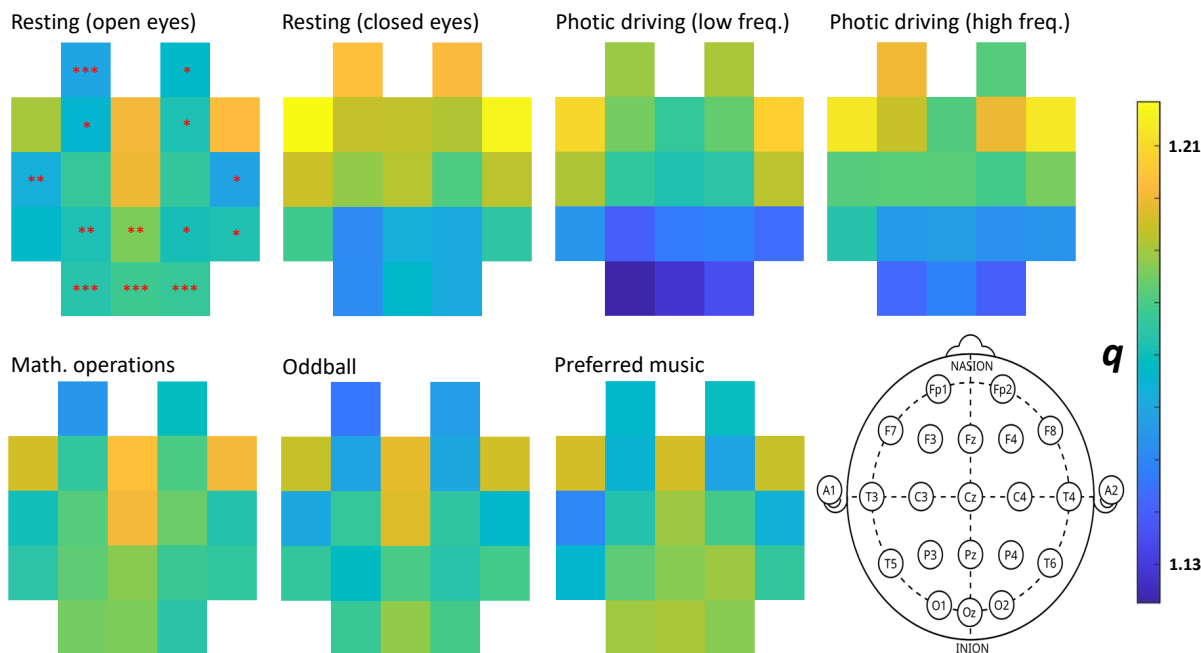 Resting (open eyes)
Resting (closed eyes)
Photic driving (low freq.)
Photic driving (high freq.)
*** *
* *
** *
** ** * *
*** *** ***
1.21
q
1.13
Math. operations
Oddball
Preferred music
NASION
Fp1 Fp2
F7 F3 Fz F4 F8
A1 T3 C3 Cz C4 T4 A2
T5 P3 Pz P4 T6
O1 Oz O2
INION